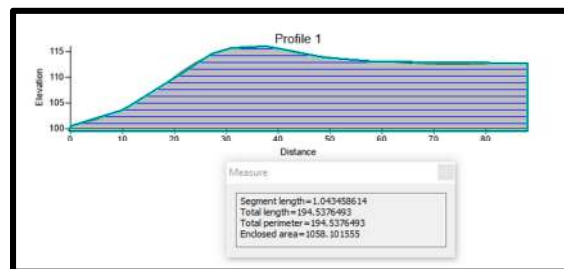 Profile 1
115
110
105
100
Elevation
0 10 20 30 40 50 60 70 80
Distance
Measure
Segment length=1.043458614
Total length=194.5376493
Total perimeter=194.5376493
Enclosed area=1058.101555